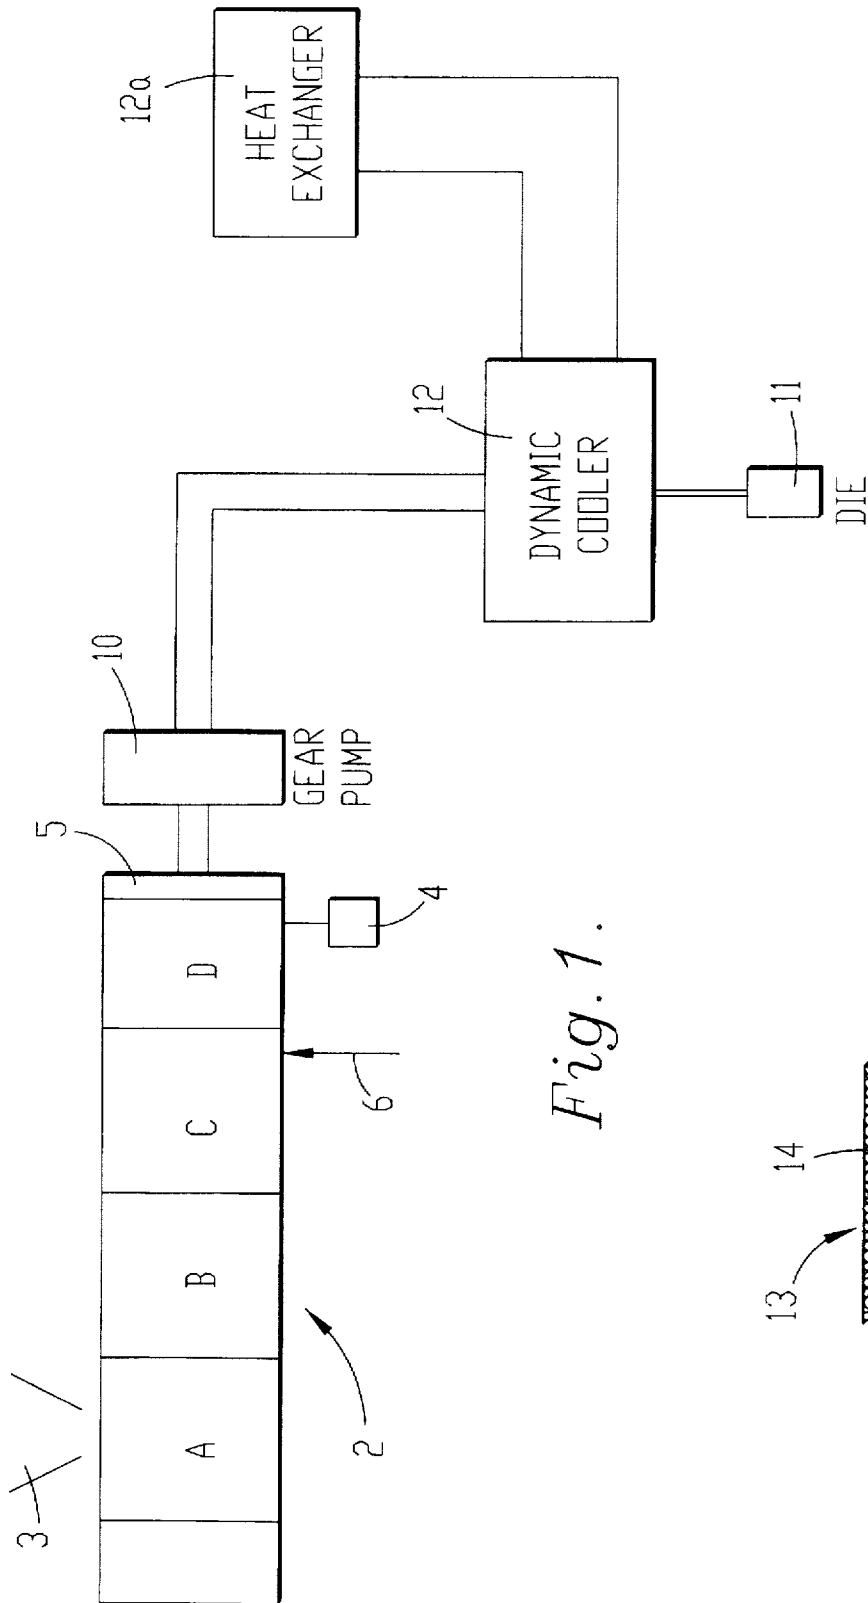 3
A
B
C
D
5
10
GEAR
PUMP
2
6
4
12a
HEAT
EXCHANGER
12
DYNAMIC
COOLER
11
DIE
Fig. 1.
13
14